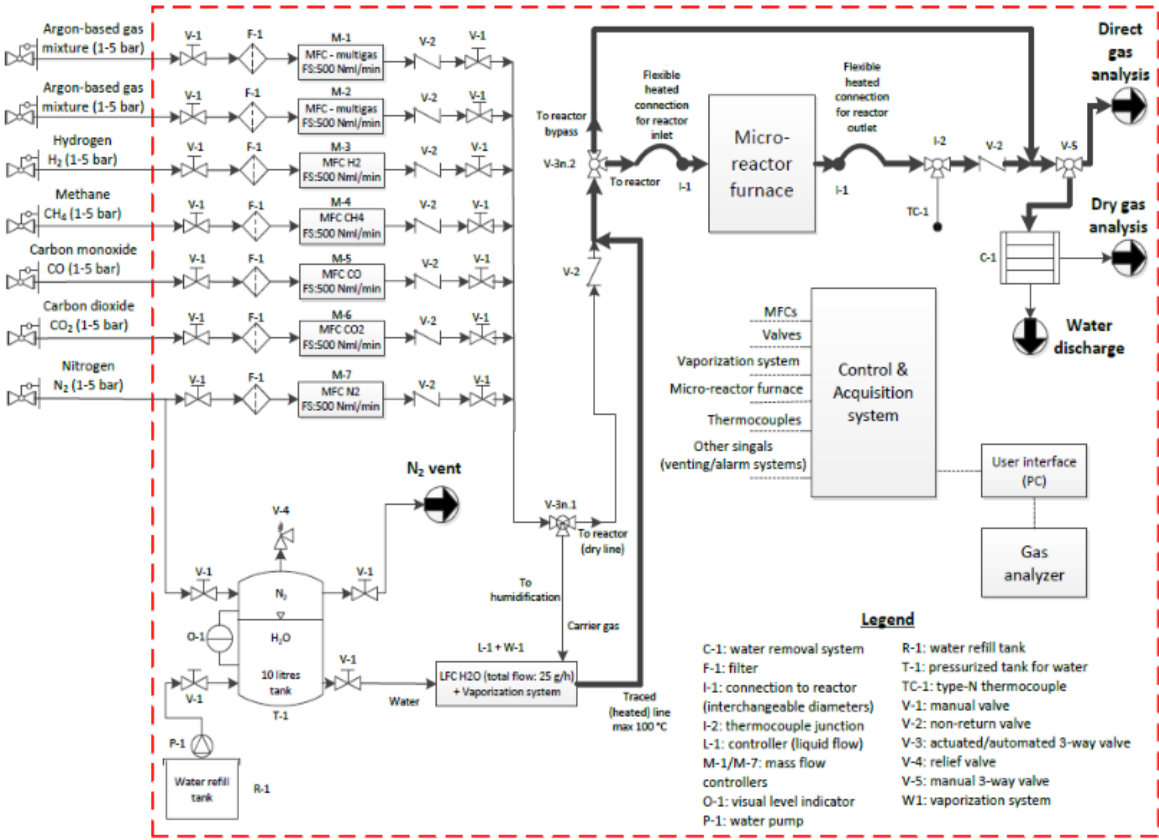 Argon-based gas
mixture (1-5 bar)
V-1
F-1
M-1
MFC – multigas
FS:500 Nml/min
V-2
V-1
Argon-based gas
mixture (1-5 bar)
V-1
F-1
M-2
MFC – multigas
FS:500 Nml/min
V-2
V-1
Hydrogen
H₂ (1-5 bar)
V-1
F-1
M-3
MFC H2
FS:500 Nml/min
V-2
V-1
Methane
CH₄ (1-5 bar)
V-1
F-1
M-4
MFC CH4
FS:500 Nml/min
V-2
V-1
Carbon monoxide
CO (1-5 bar)
V-1
F-1
M-5
MFC CO
FS:500 Nml/min
V-2
V-1
Carbon dioxide
CO₂ (1-5 bar)
V-1
F-1
M-6
MFC CO2
FS:500 Nml/min
V-2
V-1
Nitrogen
N₂ (1-5 bar)
V-1
F-1
M-7
MFC N2
FS:500 Nml/min
V-2
V-1
To reactor
bypass
V-3n.2
To reactor
Flexible
heated
connection
for reactor
inlet
I-1
Micro-
reactor
furnace
Flexible
heated
connection
for reactor
outlet
I-1
I-2
TC-1
V-2
V-5
Direct
gas
analysis
C-1
Dry gas
analysis
Water
discharge
V-2
MFCs
Valves
Vaporization system
Micro-reactor furnace
Thermocouples
Other singals
(venting/alarm systems)
Control &
Acquisition
system
User interface
(PC)
Gas
analyzer
N₂ vent
V-4
V-1
N₂
V-1
O-1
H₂O
10 litres
tank
T-1
V-1
V-1
Water
P-1
Water refill
tank
R-1
V-3n.1
To reactor
(dry line)
To
humidification
Carrier gas
L-1 + W-1
LFC H2O (total flow: 25 g/h)
+ Vaporization system
Traced
(heated) line
max 100 °C
Legend
C-1: water removal system
F-1: filter
I-1: connection to reactor
(interchangeable diameters)
I-2: thermocouple junction
L-1: controller (liquid flow)
M-1/M-7: mass flow
controllers
O-1: visual level indicator
P-1: water pump
R-1: water refill tank
T-1: pressurized tank for water
TC-1: type-N thermocouple
V-1: manual valve
V-2: non-return valve
V-3: actuated/automated 3-way valve
V-4: relief valve
V-5: manual 3-way valve
W1: vaporization system